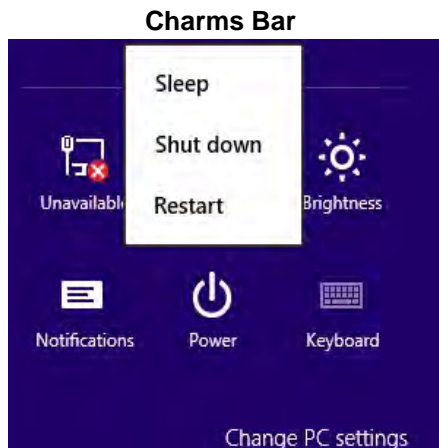 Charms Bar
Sleep
Shut down
Restart
Unavailabl
Brightness
Notifications
Power
Keyboard
Change PC settings